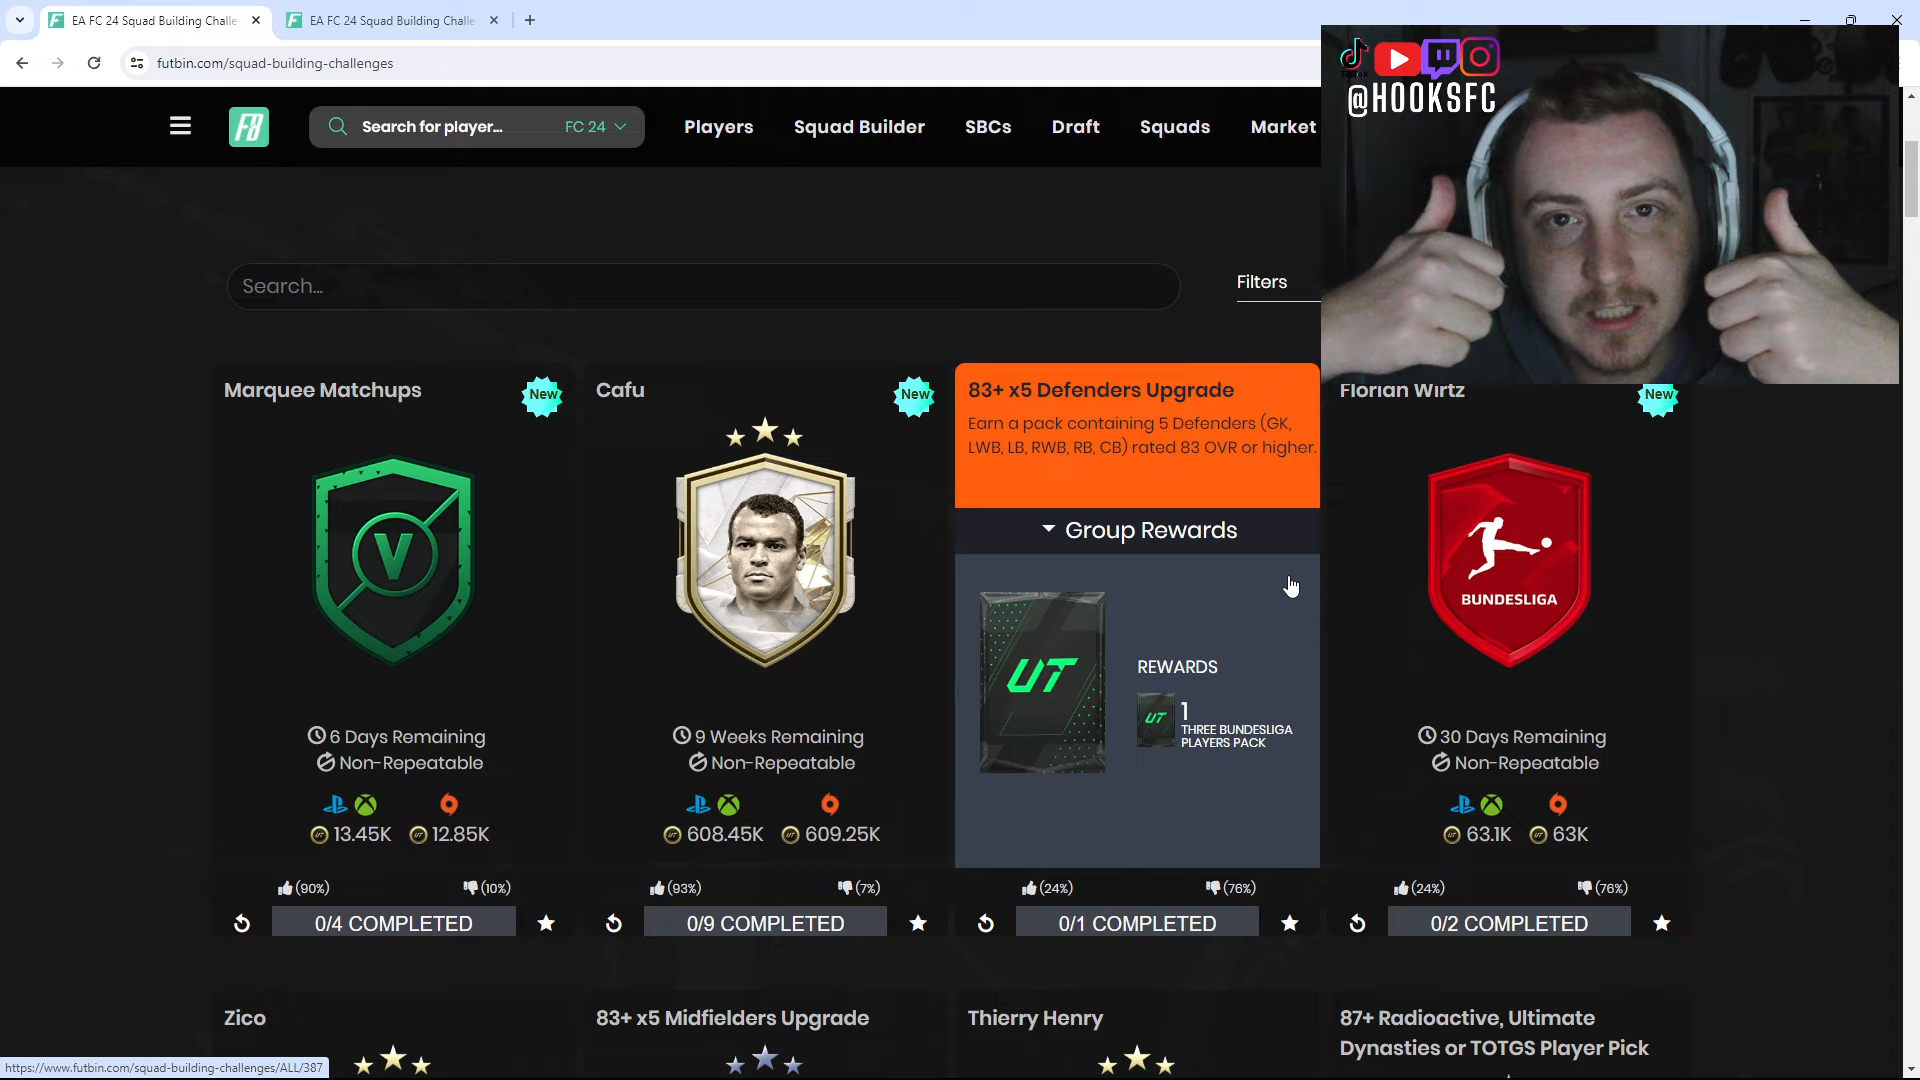 EA FC 24 Squad Building Challe
EA FC 24 Squad Building Challe
futbin.com/squad-building-challenges
@HOOKSFC
FB
Search for player...
FC 24
Players
Squad Builder
SBCs
Draft
Squads
Market
Search...
Filters
Marquee Matchups
New
V
6 Days Remaining
Non-Repeatable
13.45K
12.85K
(90%)
(10%)
0/4 COMPLETED
Cafu
New
9 Weeks Remaining
Non-Repeatable
608.45K
609.25K
(93%)
(7%)
0/9 COMPLETED
83+ x5 Defenders Upgrade
Earn a pack containing 5 Defenders (GK,
LWB, LB, RWB, RB, CB) rated 83 OVR or higher.
Group Rewards
UT
REWARDS
UT
1
THREE BUNDESLIGA
PLAYERS PACK
(24%)
(76%)
0/1 COMPLETED
Florian Wirtz
New
BUNDESLIGA
30 Days Remaining
Non-Repeatable
63.1K
63K
(24%)
(76%)
0/2 COMPLETED
Zico
83+ x5 Midfielders Upgrade
Thierry Henry
87+ Radioactive, Ultimate
Dynasties or TOTGS Player Pick
https://www.futbin.com/squad-building-challenges/ALL/387